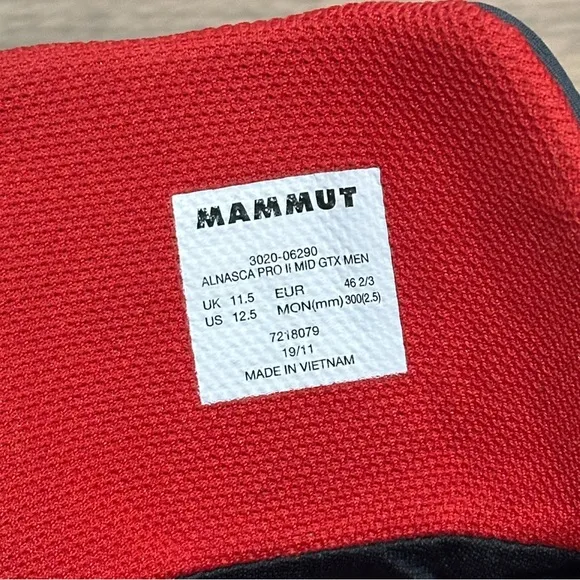 MAMMUT
3020-06290
ALNASCA PRO II MID GTX MEN
UK 11.5 EUR 46 2/3
US 12.5 MON(mm) 300(2.5)
7218079
19/11
MADE IN VIETNAM